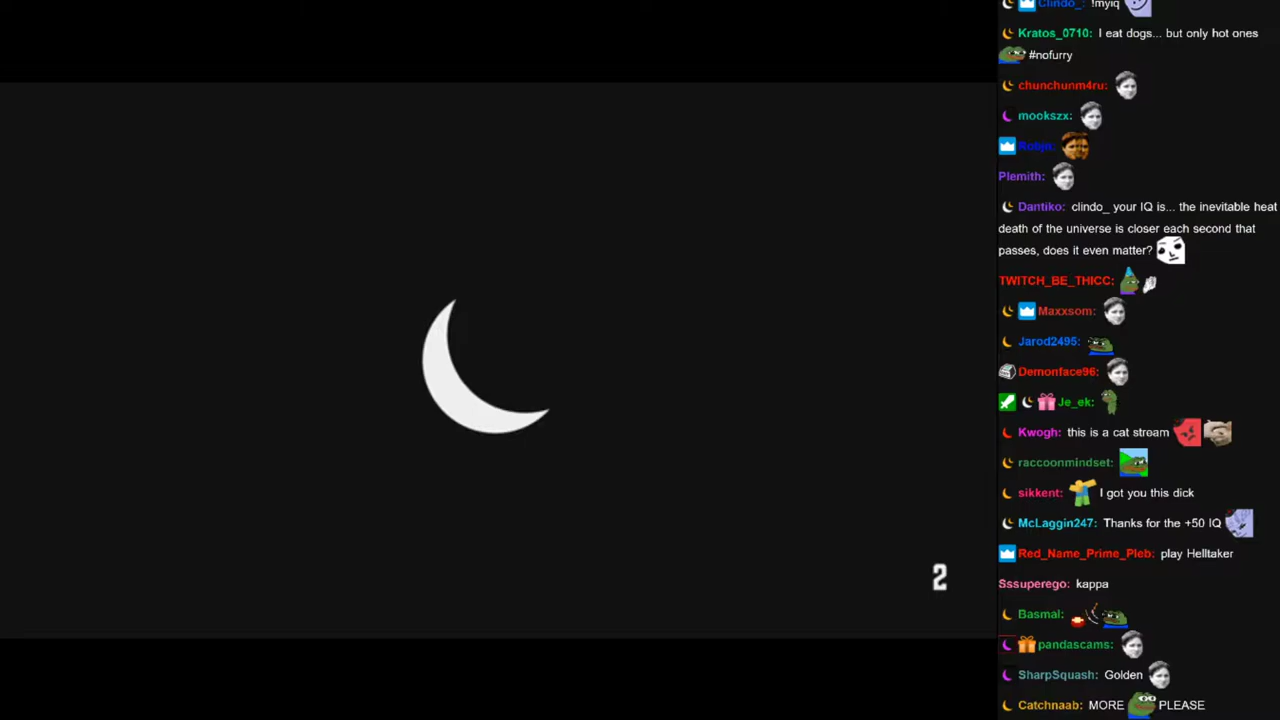 Clindo_: !myiq
Kratos_0710: I eat dogs... but only hot ones
#nofurry
chunchunm4ru:
mookszx:
Robjn:
Plemith:
Dantiko: clindo_ your IQ is... the inevitable heat
death of the universe is closer each second that
passes, does it even matter?
TWITCH_BE_THICC:
Maxxsom:
Jarod2495:
Demonface96:
Je_ek:
Kwogh: this is a cat stream
raccoonmindset:
sikkent: I got you this dick
McLaggin247: Thanks for the +50 IQ
Red_Name_Prime_Pleb: play Helltaker
2
Sssuperego: kappa
Basmal:
pandascams:
SharpSquash: Golden
Catchnaab: MORE PLEASE